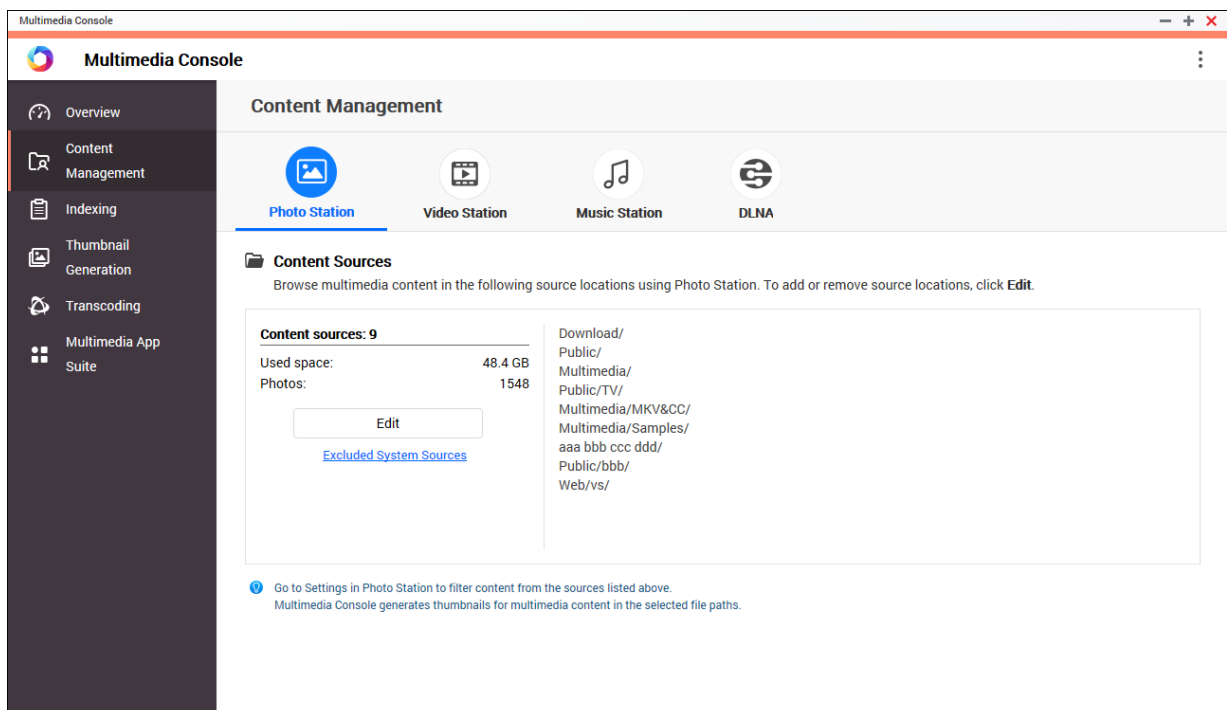 Multimedia Console
Multimedia Console
Overview
Content
Management
Indexing
Thumbnail
Generation
Transcoding
Multimedia App
Suite
Content Management
Photo Station
Video Station
Music Station
DLNA
Content Sources
Browse multimedia content in the following source locations using Photo Station. To add or remove source locations, click Edit.
Content sources: 9
Used space: 48.4 GB
Photos: 1548
Edit
Excluded System Sources
Download/
Public/
Multimedia/
Public/TV/
Multimedia/MKV&CC/
Multimedia/Samples/
aaa bbb ccc ddd/
Public/bbb/
Web/vs/
Go to Settings in Photo Station to filter content from the sources listed above.
Multimedia Console generates thumbnails for multimedia content in the selected file paths.